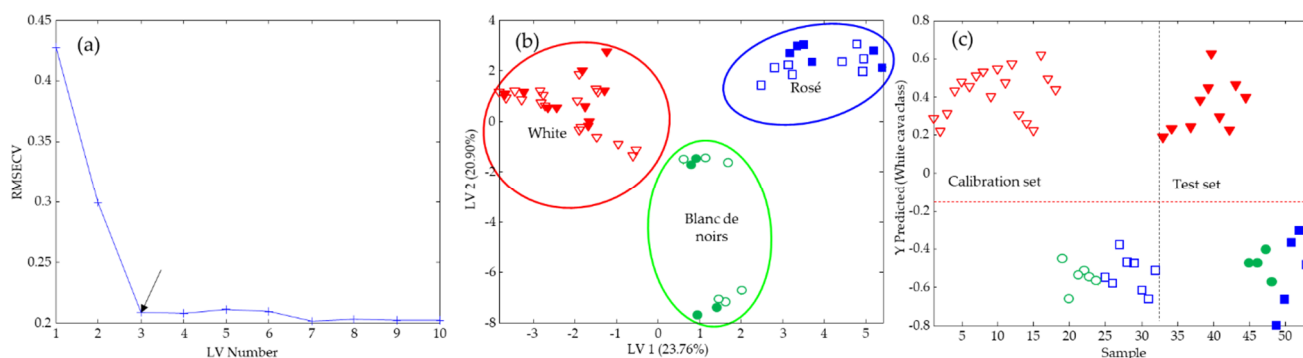 (a)
RMSECV
0.45
0.4
0.35
0.3
0.25
0.2
1 2 3 4 5 6 7 8 9 10
LV Number
(b)
LV 2 (20.90%)
4
2
0
-2
-4
-6
-8
White
Rosé
Blanc de
noirs
-3 -2 -1 0 1 2 3 4 5
LV 1 (23.76%)
(c)
Y Predicted (White cava class)
0.8
0.6
0.4
0.2
0
-0.2
-0.4
-0.6
-0.8
Calibration set
Test set
5 10 15 20 25 30 35 40 45 50
Sample